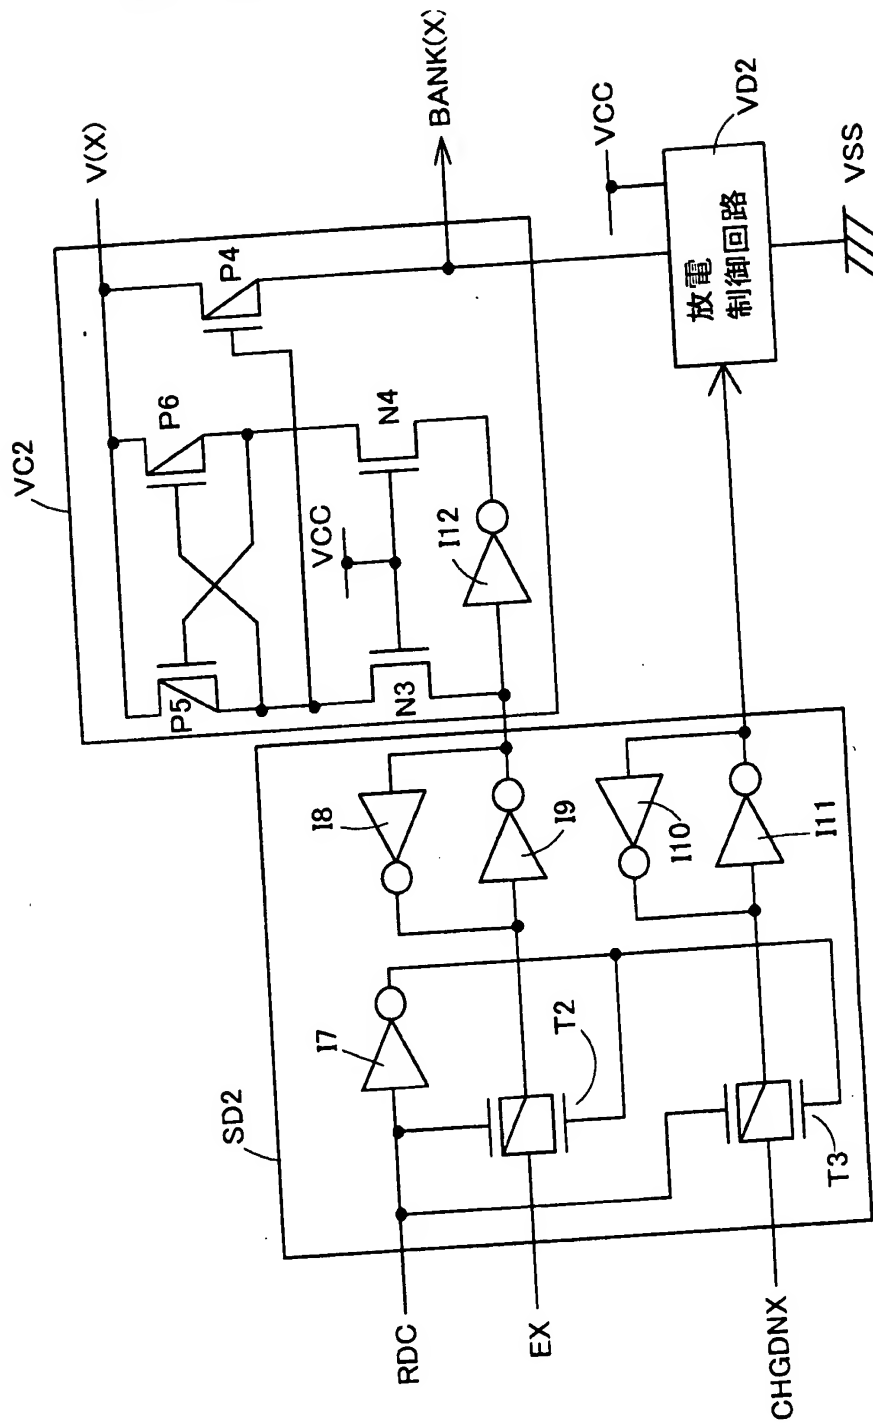 VC2
V(X)
P5
P6
P4
BANK(X)
VCC
N3
N4
I12
VCC
放電
制御回路
VD2
VSS
SD2
I7
I8
I9
I10
I11
T2
T3
RDC
EX
CHGDNX